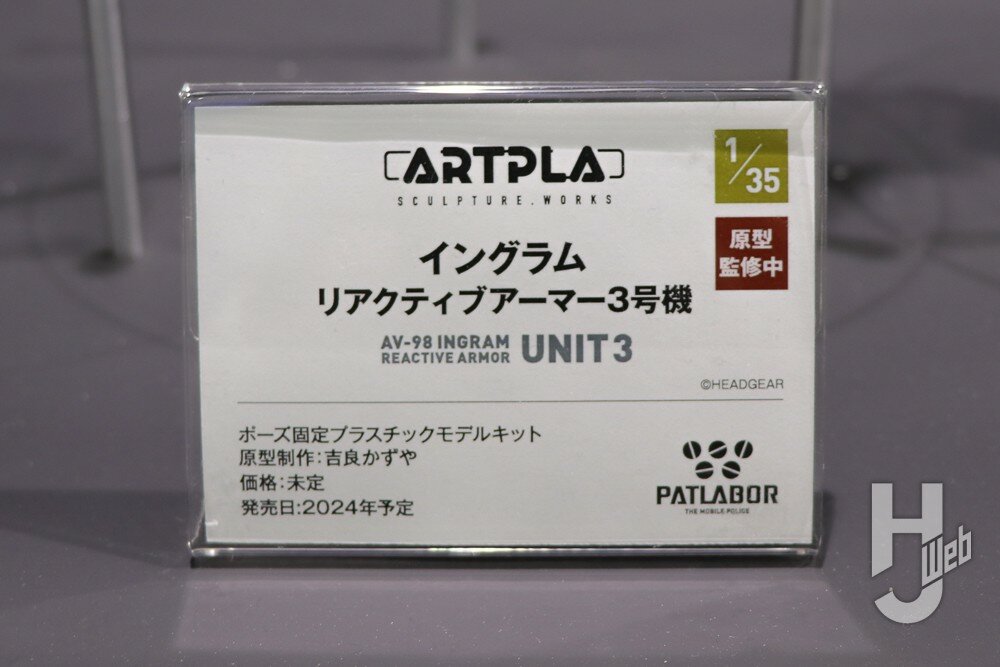 ARTPLA
SCULPTURE.WORKS
1/35
原型
監修中
イングラム
リアクティブアーマー3号機
AV-98 INGRAM
REACTIVE ARMOR
UNIT 3
©HEADGEAR
ポーズ固定プラスチックモデルキット
原型制作:吉良かずや
価格:未定
発売日:2024年予定
PATLABOR
THE MOBILE POLICE
HJ Web